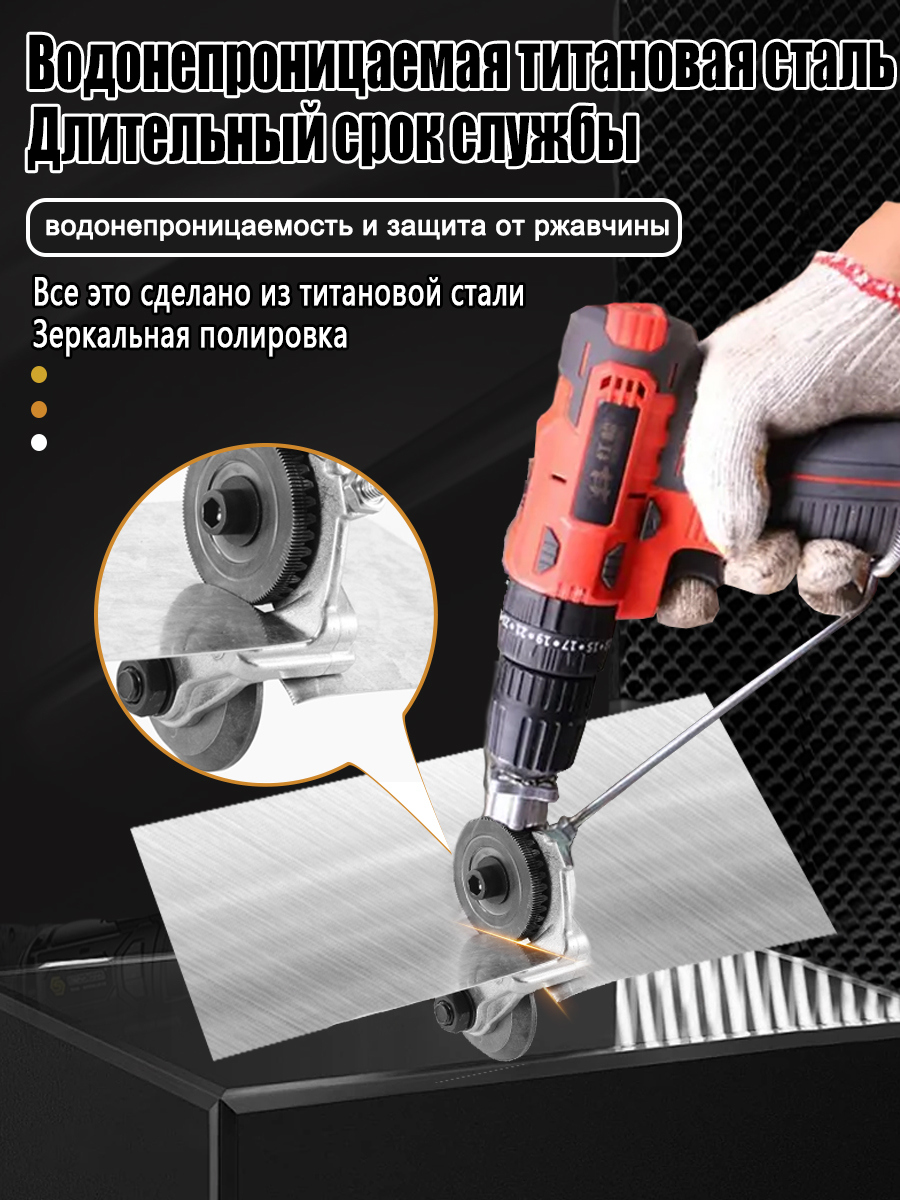 Водонепроницаемая титановая сталь
Длительный срок службы
водонепроницаемость и защита от ржавчины
Все это сделано из титановой стали
Зеркальная полировка